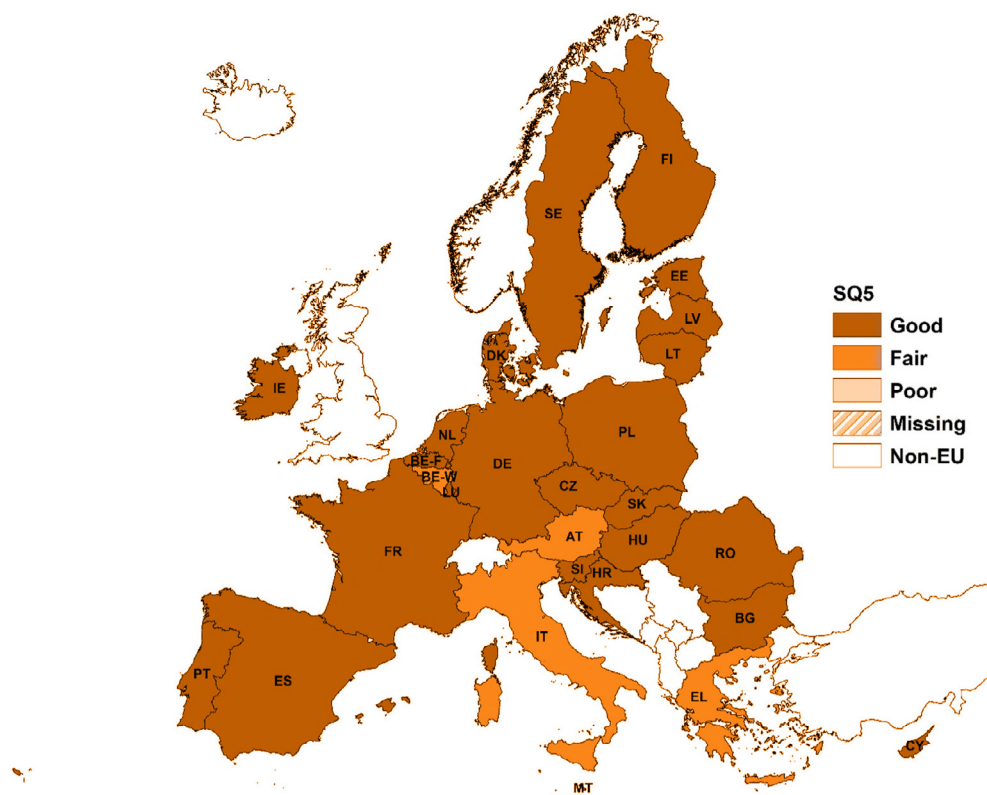 FI
SE
EE
SQ5
LV
Good
LT
DK
Fair
IE
Poor
Missing
NL
PL
Non-EU
BE-F
DE
BE-W
CZ
LU
SK
AT
HU
FR
RO
SI
HR
BG
IT
PT
ES
EL
CY
MT